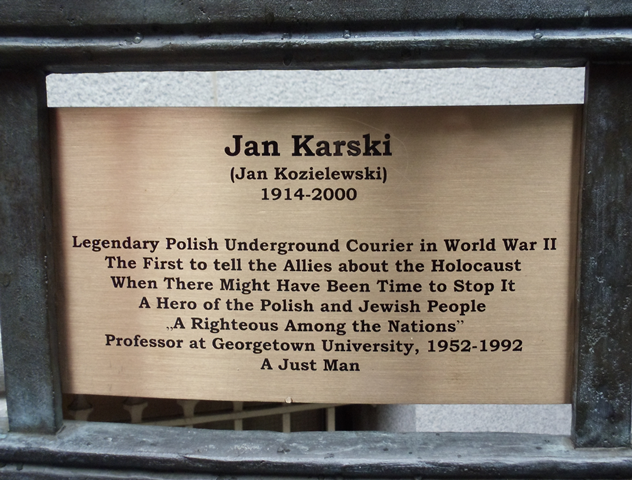 Jan Karski
(Jan Kozielewski)
1914-2000
Legendary Polish Underground Courier in World War II
The First to tell the Allies about the Holocaust
When There Might Have Been Time to Stop It
A Hero of the Polish and Jewish People
„A Righteous Among the Nations”
Professor at Georgetown University, 1952-1992
A Just Man